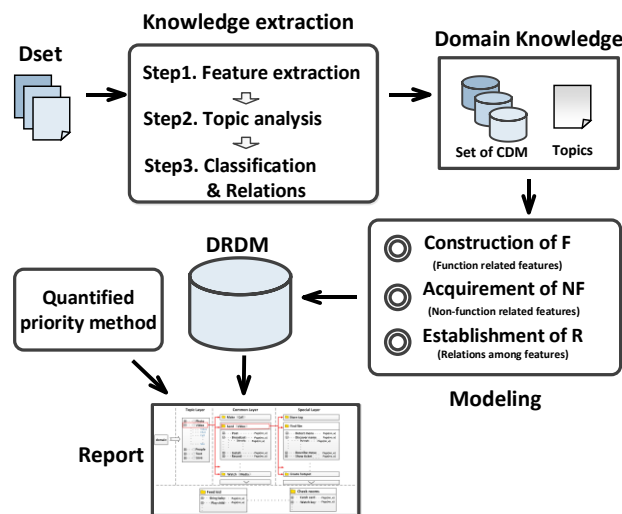 Knowledge extraction
Dset
Step1. Feature extraction
Step2. Topic analysis
Step3. Classification
& Relations
Domain Knowledge
Set of CDM
Topics
DRDM
Quantified
priority method
Construction of F
(Function related features)
Acquirement of NF
(Non-function related features)
Establishment of R
(Relations among features)
Modeling
Report
Topic Layer
Common Layer
Special Layer